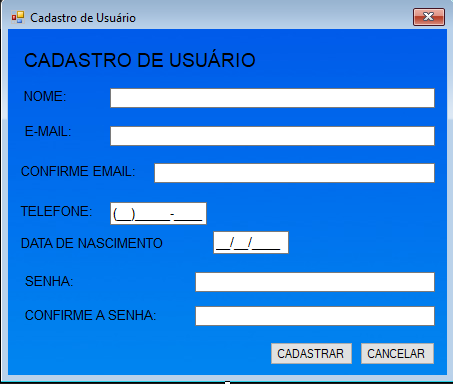 Cadastro de Usuário
CADASTRO DE USUÁRIO
NOME:
E-MAIL:
CONFIRME EMAIL:
TELEFONE: (__)_____-____
DATA DE NASCIMENTO __/__/____
SENHA:
CONFIRME A SENHA:
CADASTRAR CANCELAR